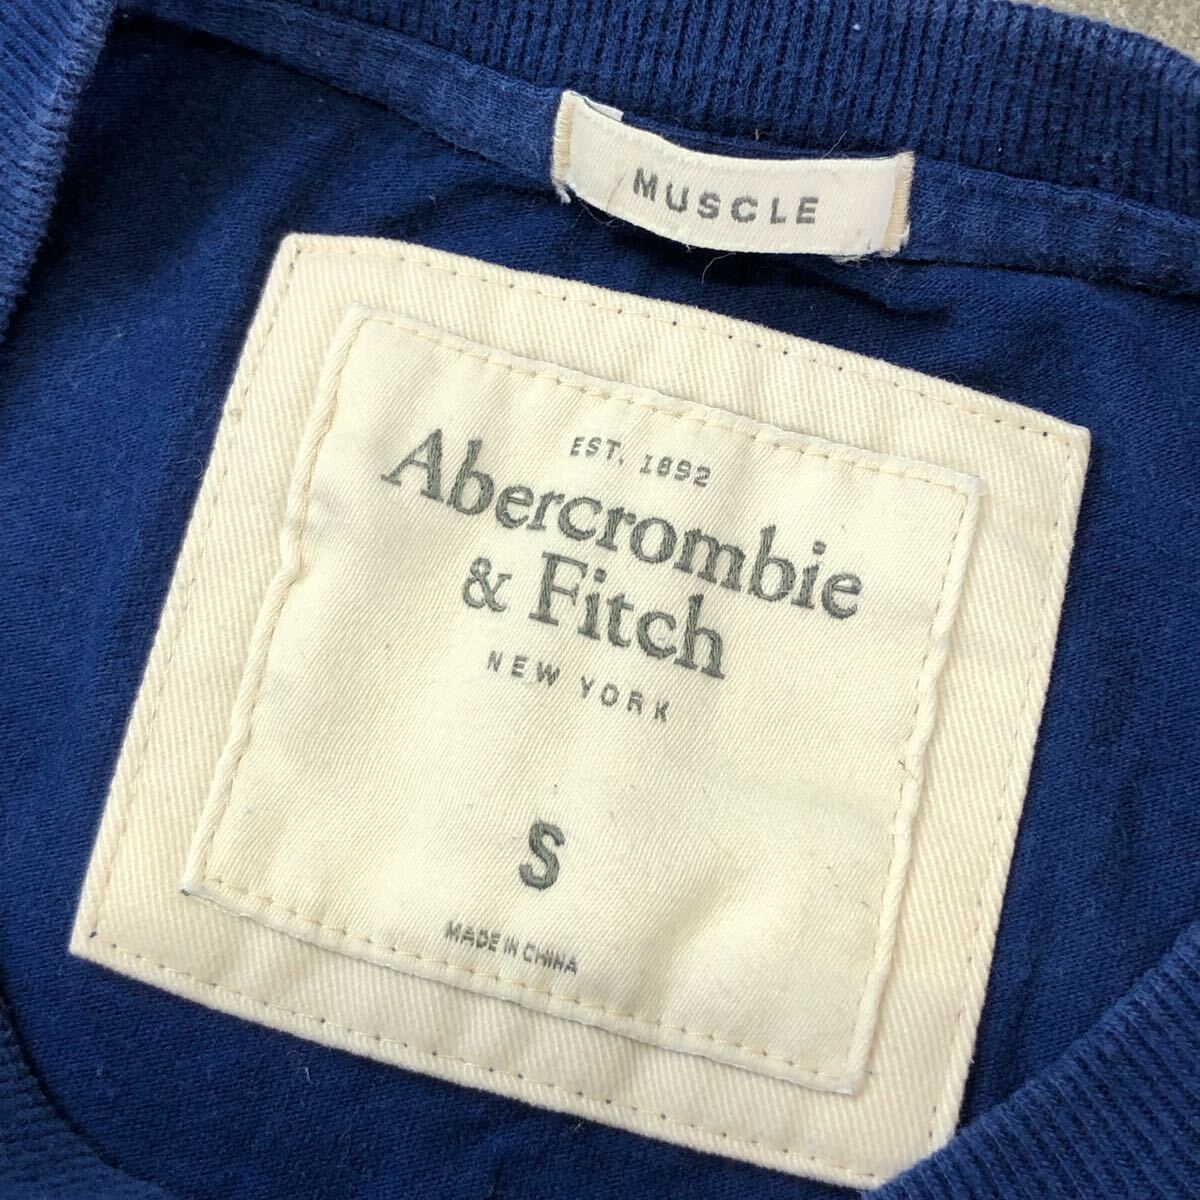 MUSCLE
EST. 1892
Abercrombie
& Fitch
NEW YORK
S
MADE IN CHINA